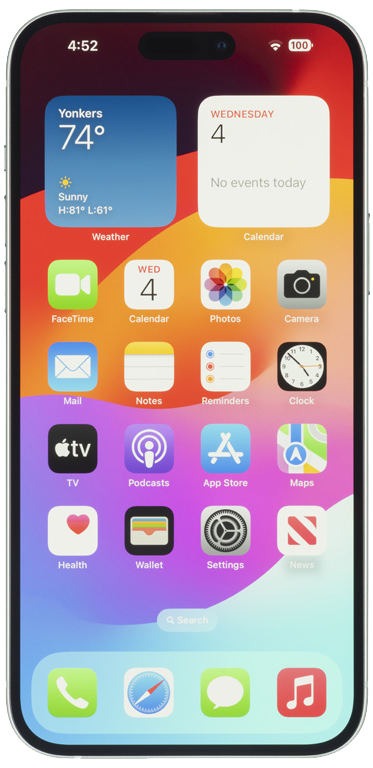 4:52
100
Yonkers
74°
Sunny
H:81° L:61°
Weather
WEDNESDAY
4
No events today
Calendar
WED
4
FaceTime
Calendar
Photos
Camera
Mail
Notes
Reminders
Clock
tv
TV
Podcasts
App Store
Maps
Health
Wallet
Settings
News
Search